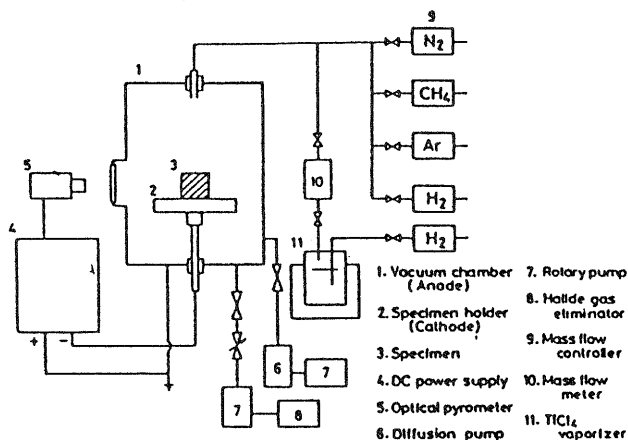 9
N2
1
CH4
5
3
Ar
2
10
4
H2
11
H2
+ −
6
7
7
8
1. Vacuum chamber
(Anode)
2. Specimen holder
(Cathode)
3. Specimen
4. DC power supply
5. Optical pyrometer
6. Diffusion pump
7. Rotary pump
8. Halide gas
eliminator
9. Mass flow
controller
10. Mass flow
meter
11. TiCl4
vaporizer